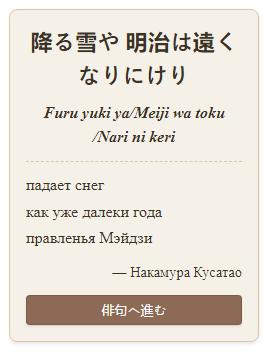 降る雪や 明治は遠く
なりにけり
Furu yuki ya/Meiji wa toku
/Nari ni keri
падает снег
как уже далеки года
правленья Мэйдзи
— Накамура Кусатао
俳句へ進む